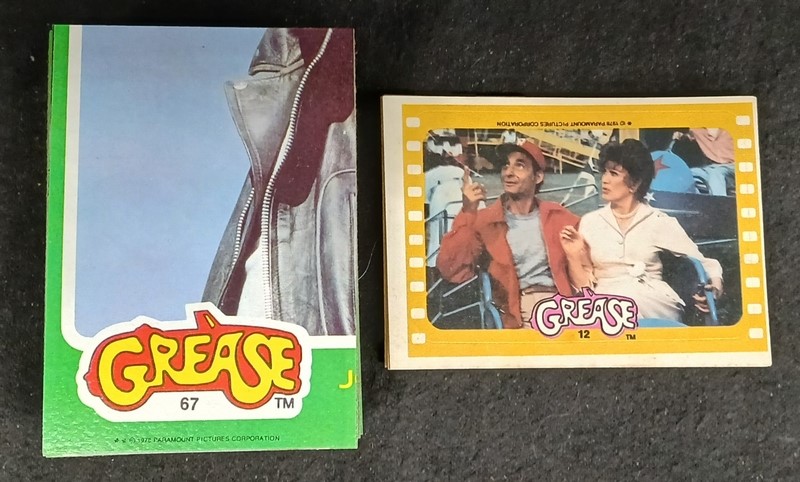 GREASE
67
TM
J
© 1978 PARAMOUNT PICTURES CORPORATION
* © 1978 PARAMOUNT PICTURES CORPORATION
GREASE
12
TM